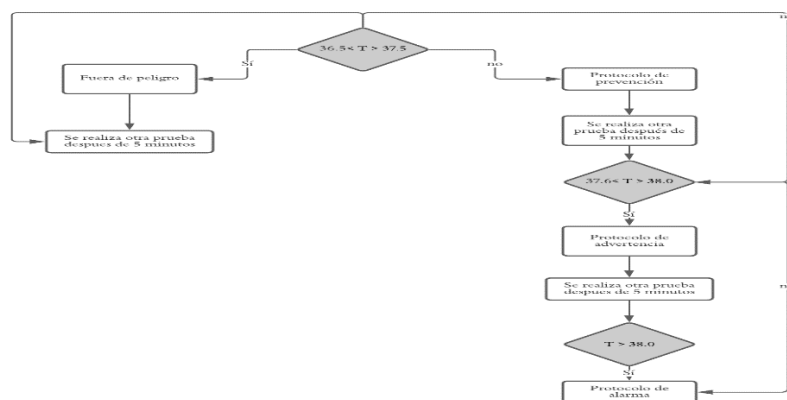 36.5< T > 37.5
Sí
no
Fuera de peligro
Se realiza otra prueba
despues de 5 minutos
Protocolo de
prevención
Se realiza otra
prueba después de
5 minutos
37.6< T > 38.0
Sí
Protocolo de
advertencia
Se realiza otra prueba
despues de 5 minutos
T > 38.0
Sí
Protocolo de
alarma